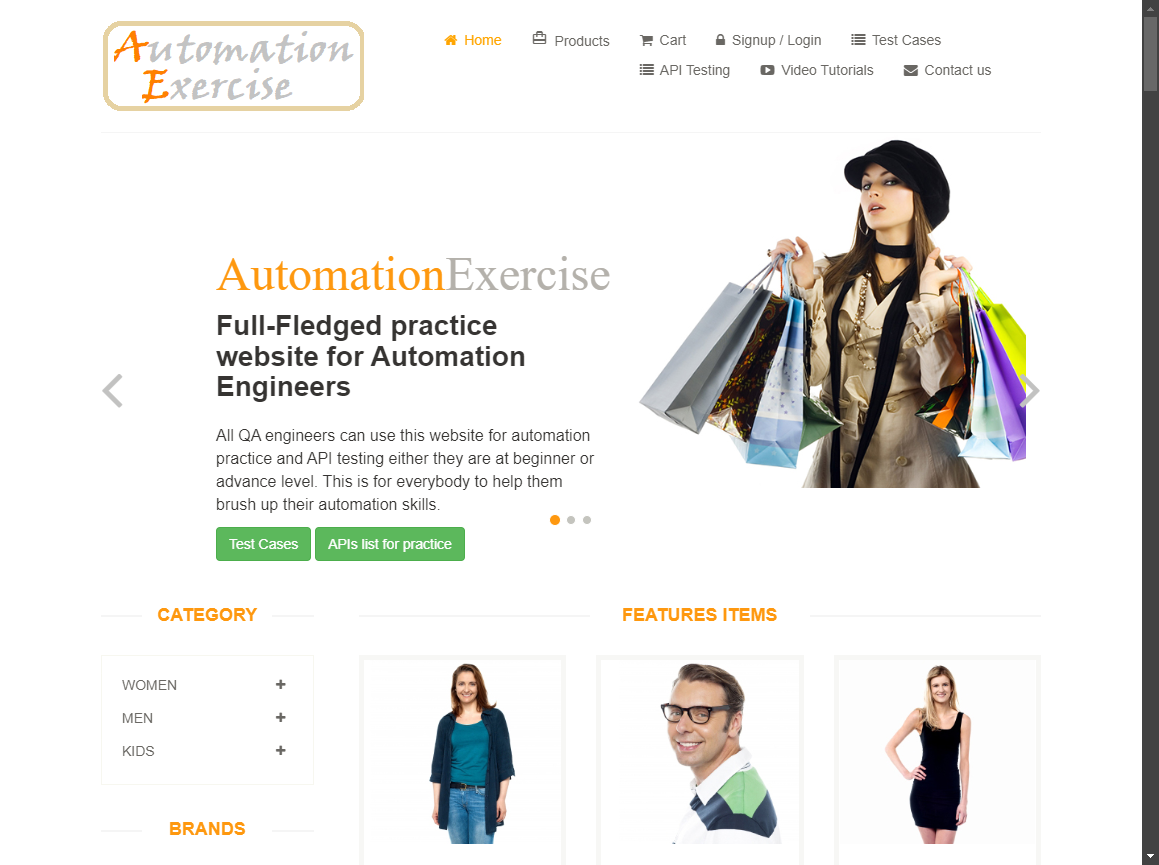 Automation
Exercise
Home
Products
Cart
Signup / Login
Test Cases
API Testing
Video Tutorials
Contact us
AutomationExercise
Full-Fledged practice
website for Automation
Engineers
All QA engineers can use this website for automation
practice and API testing either they are at beginner or
advance level. This is for everybody to help them
brush up their automation skills.
Test Cases
APIs list for practice
CATEGORY
WOMEN
MEN
KIDS
BRANDS
FEATURES ITEMS